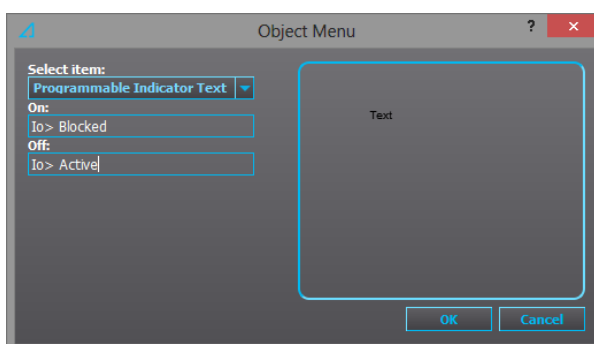 Object Menu
?
×
Select item:
Programmable Indicator Text
On:
Io> Blocked
Off:
Io> Active
Text
OK
Cancel